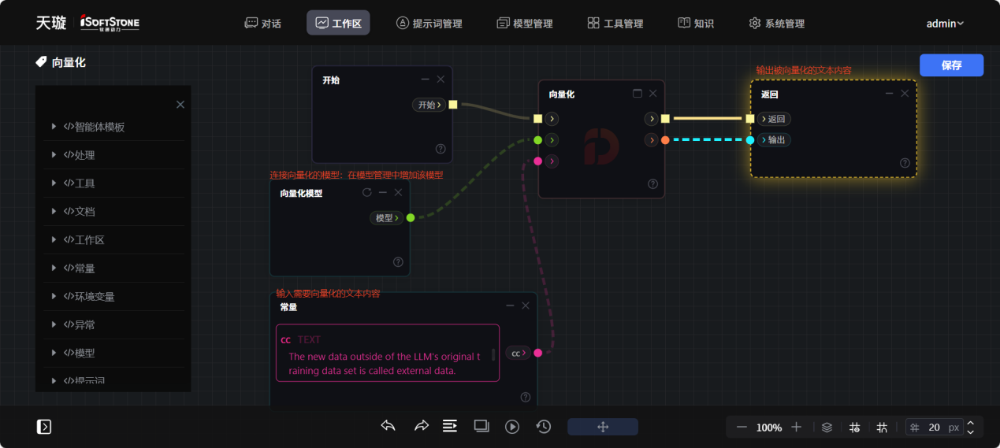 天璇 iSOFTSTONE 软通动力
对话 工作区 提示词管理 模型管理 工具管理 知识 系统管理 admin
向量化
保存
智能体模板
处理
工具
文档
工作区
常量
环境变量
异常
模型
提示词
开始
开始
连接向量化的模型：在模型管理中增加该模型
向量化模型
模型
输入需要向量化的文本内容
常量
cc TEXT
The new data outside of the LLM's original t
raining data set is called external data.
cc
向量化
输出被向量化的文本内容
返回
返回
输出
100% 20 px